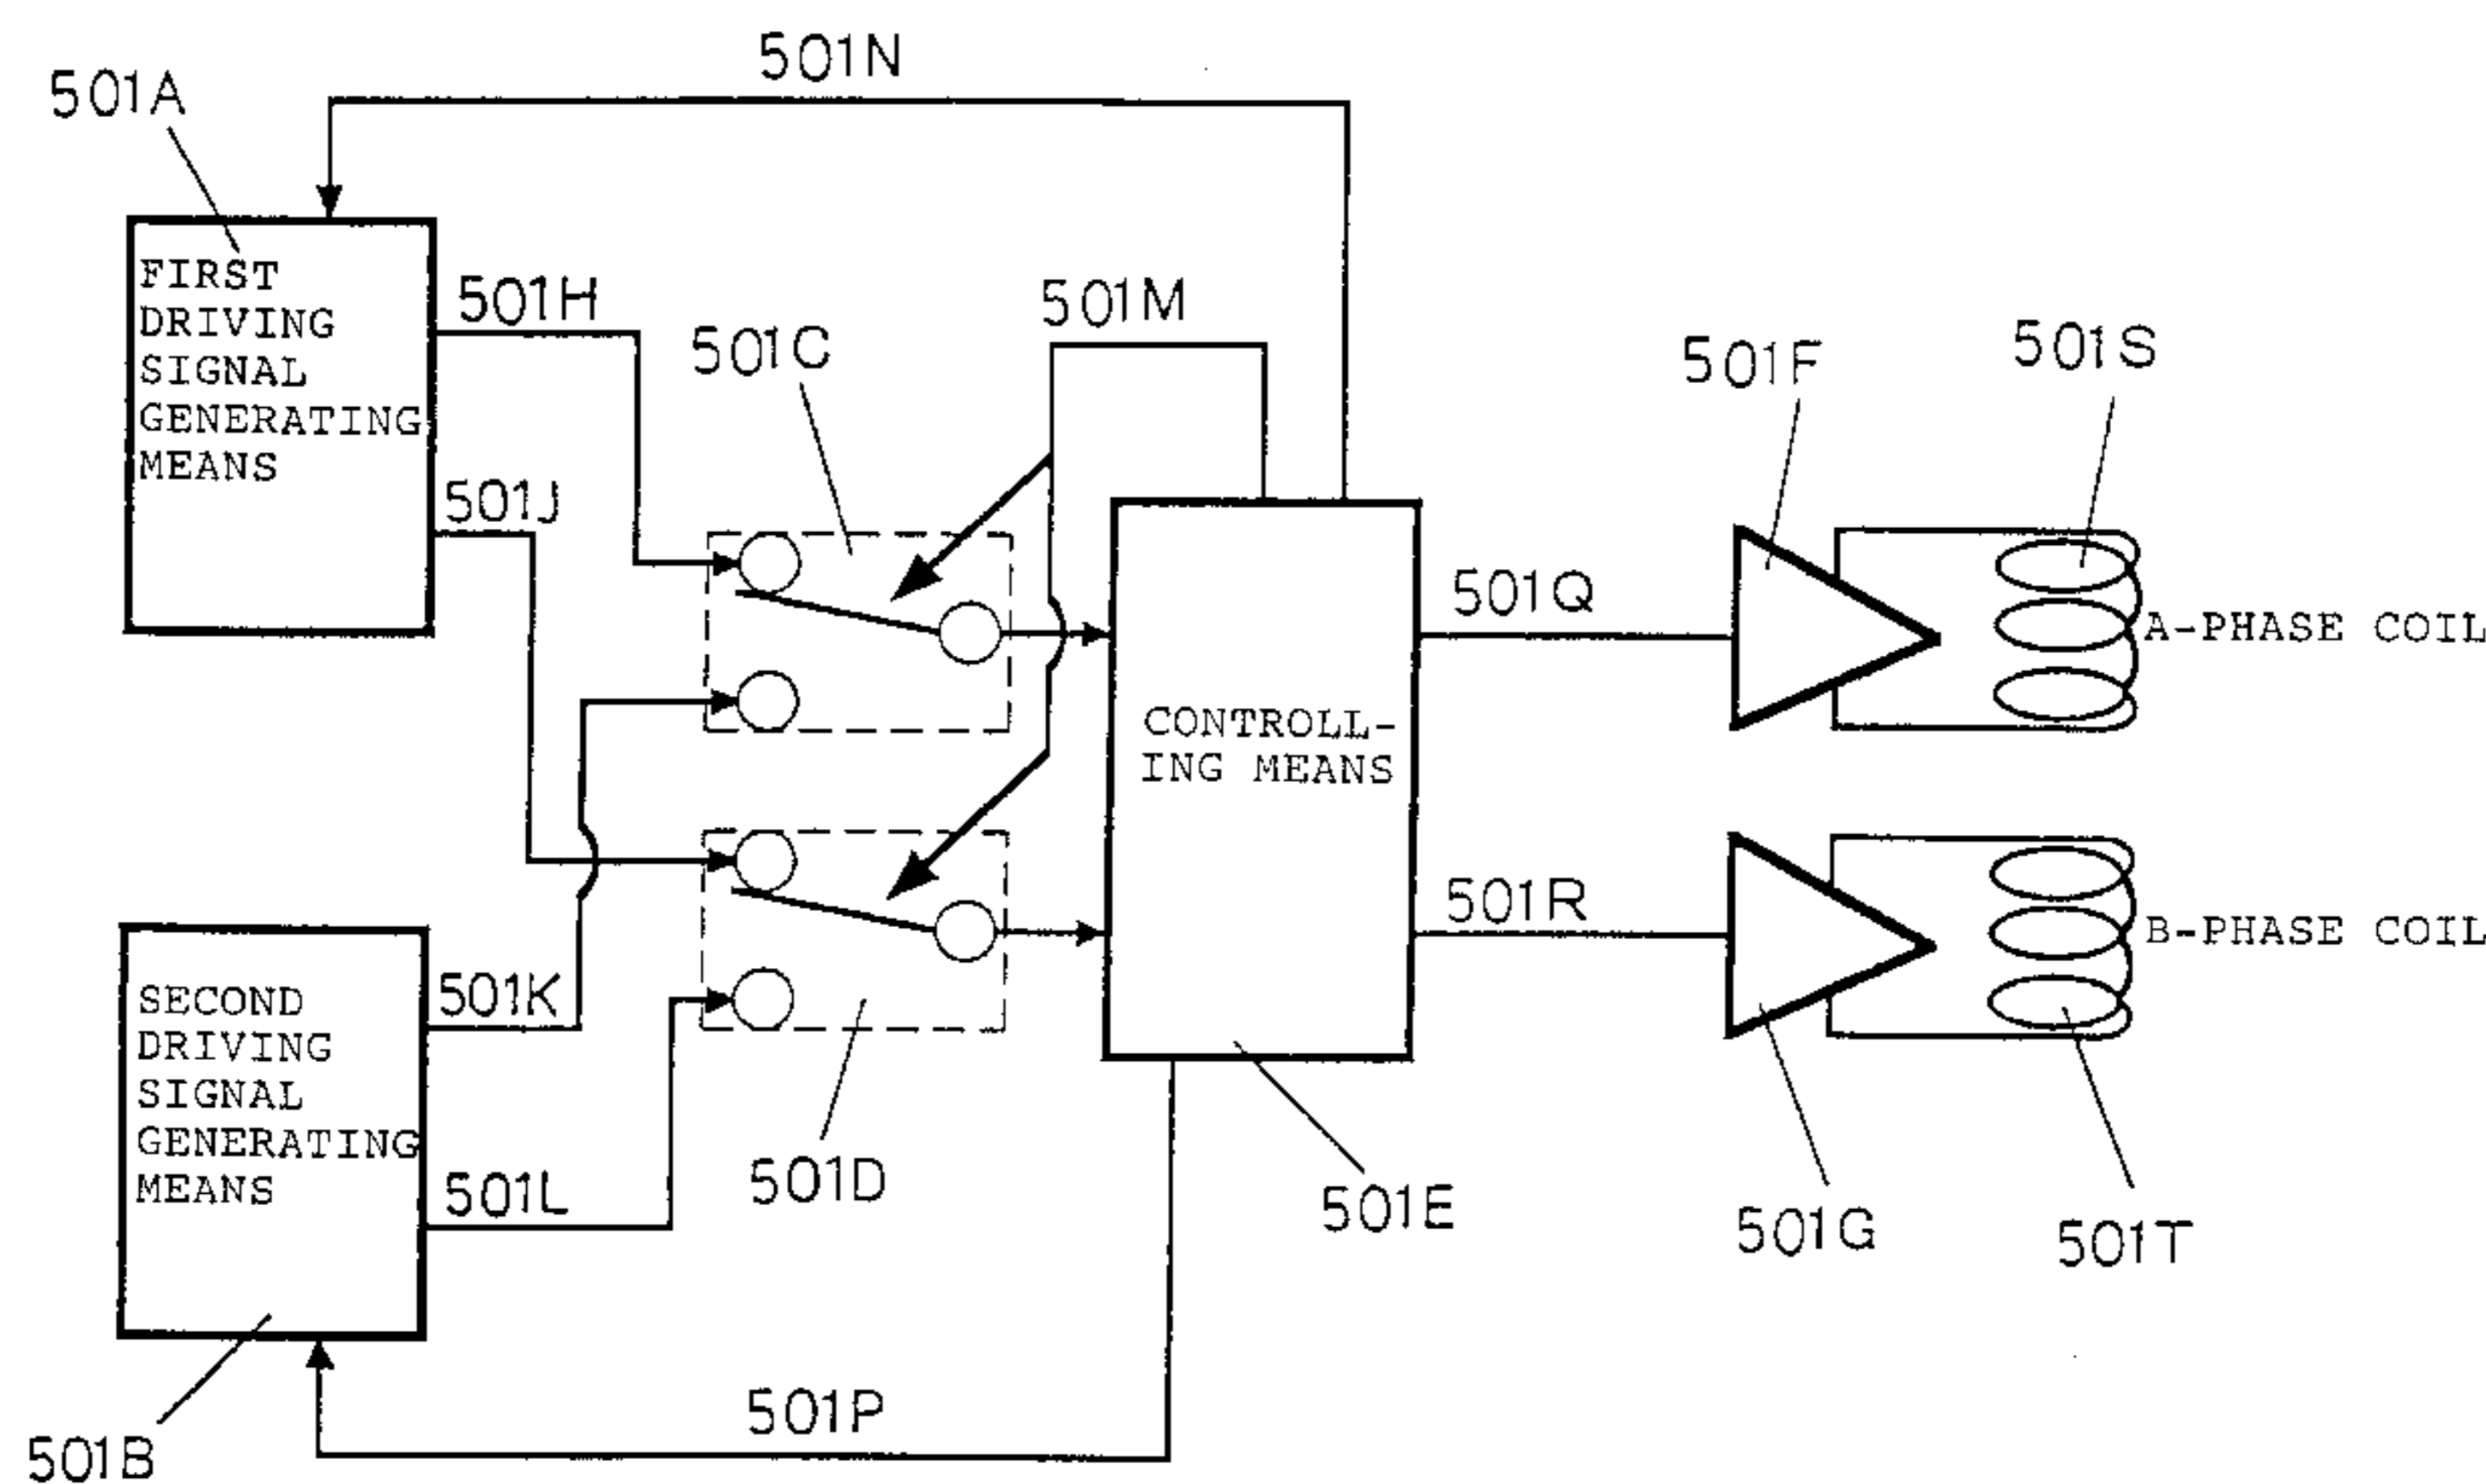 501N
501A
FIRST
DRIVING
SIGNAL
GENERATING
MEANS
501H
501J
501C
501M
501F
501S
501Q
A-PHASE COIL
CONTROLL-
ING MEANS
501R
B-PHASE COIL
SECOND
DRIVING
SIGNAL
GENERATING
MEANS
501K
501L
501D
501E
501G
501T
501P
501B